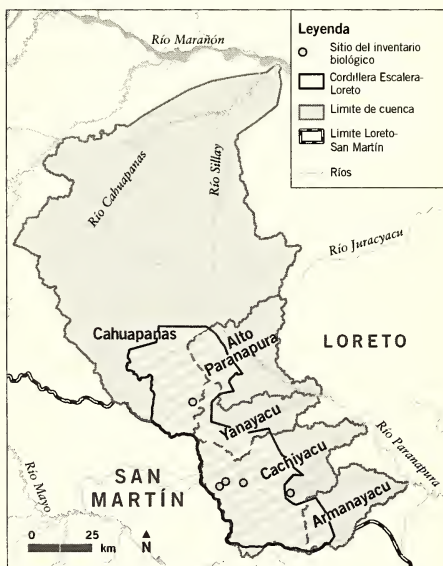 Río Marañón
Leyenda
Sitio del inventario
biológico
Cordillera Escalera-
Loreto
Limite de cuenca
Limite Loreto-
San Martín
Ríos
Río Cahuapanas
Río Sillay
Río Juracyacu
LORETO
Cahuapanas
Alto
Paranapura
Yanayacu
Cachiyacu
Río Paranapura
Armanayacu
SAN
MARTÍN
Río Mayo
0 25
km
N